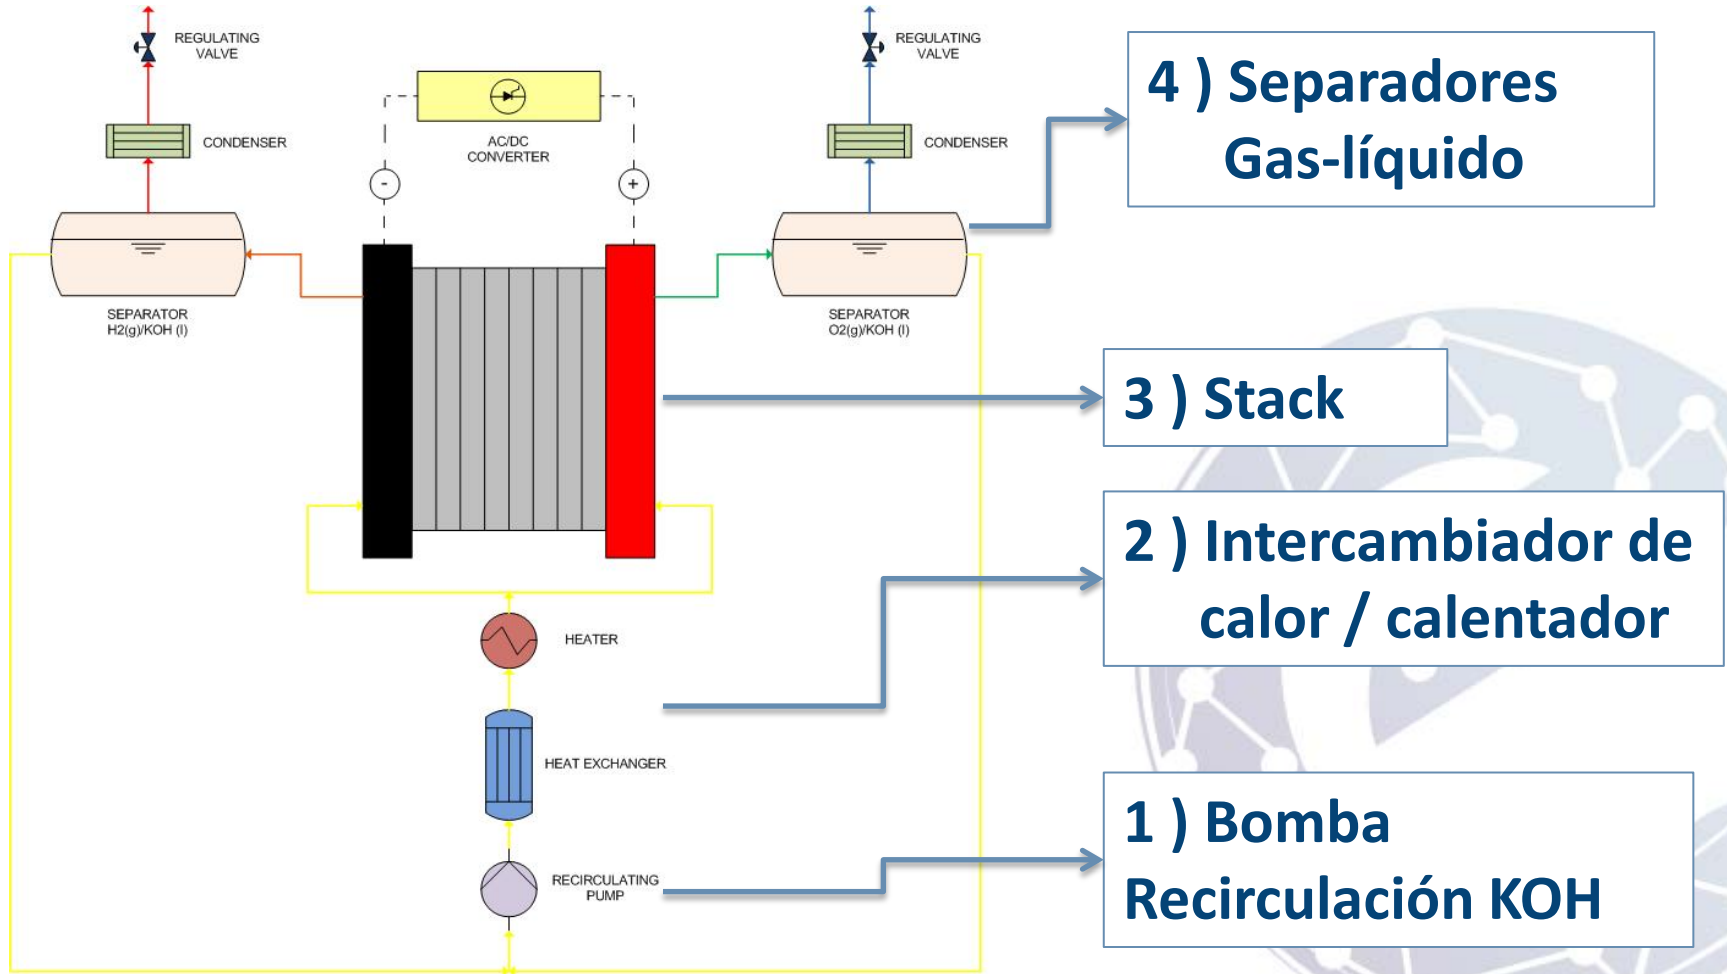 REGULATING
VALVE
CONDENSER
AC/DC
CONVERTER
-
+
REGULATING
VALVE
CONDENSER
SEPARATOR
H2(g)/KOH (l)
SEPARATOR
O2(g)/KOH (l)
HEATER
HEAT EXCHANGER
RECIRCULATING
PUMP
4 ) Separadores
Gas-líquido
3 ) Stack
2 ) Intercambiador de
calor / calentador
1 ) Bomba
Recirculación KOH